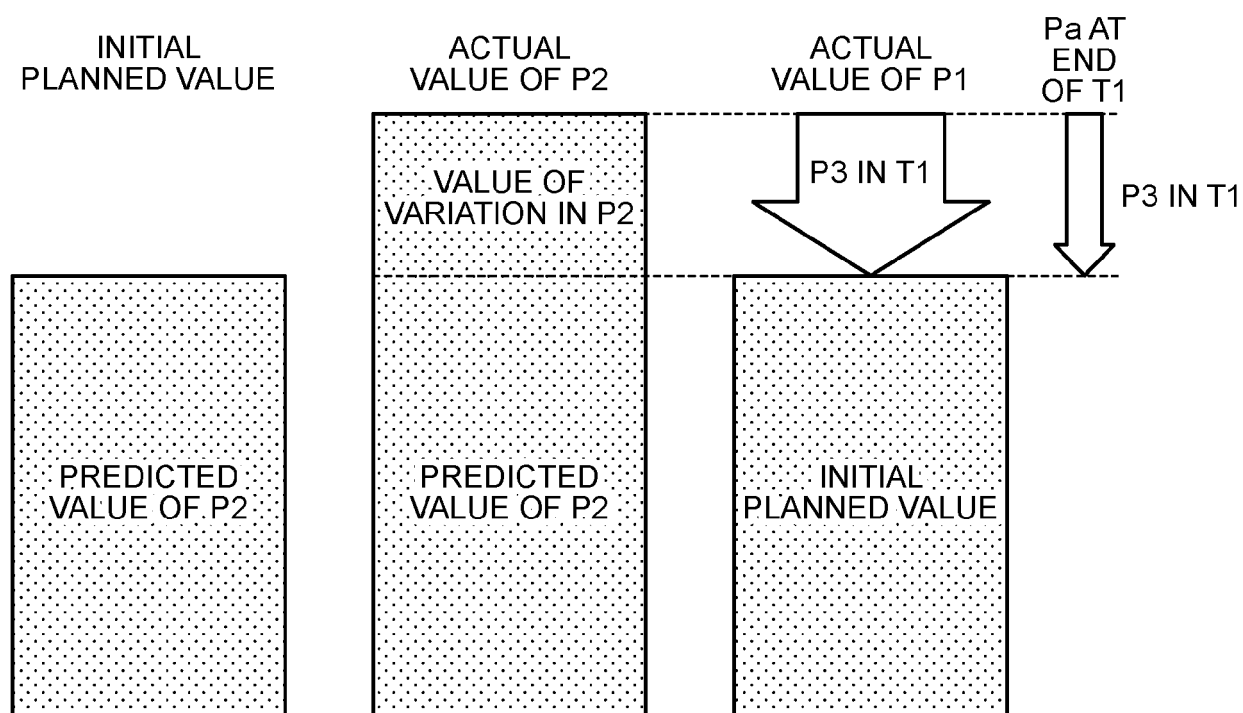 INITIAL
PLANNED VALUE
ACTUAL
VALUE OF P2
ACTUAL
VALUE OF P1
Pa AT
END
OF T1
VALUE OF
VARIATION IN P2
P3 IN T1
P3 IN T1
PREDICTED
VALUE OF P2
PREDICTED
VALUE OF P2
INITIAL
PLANNED VALUE